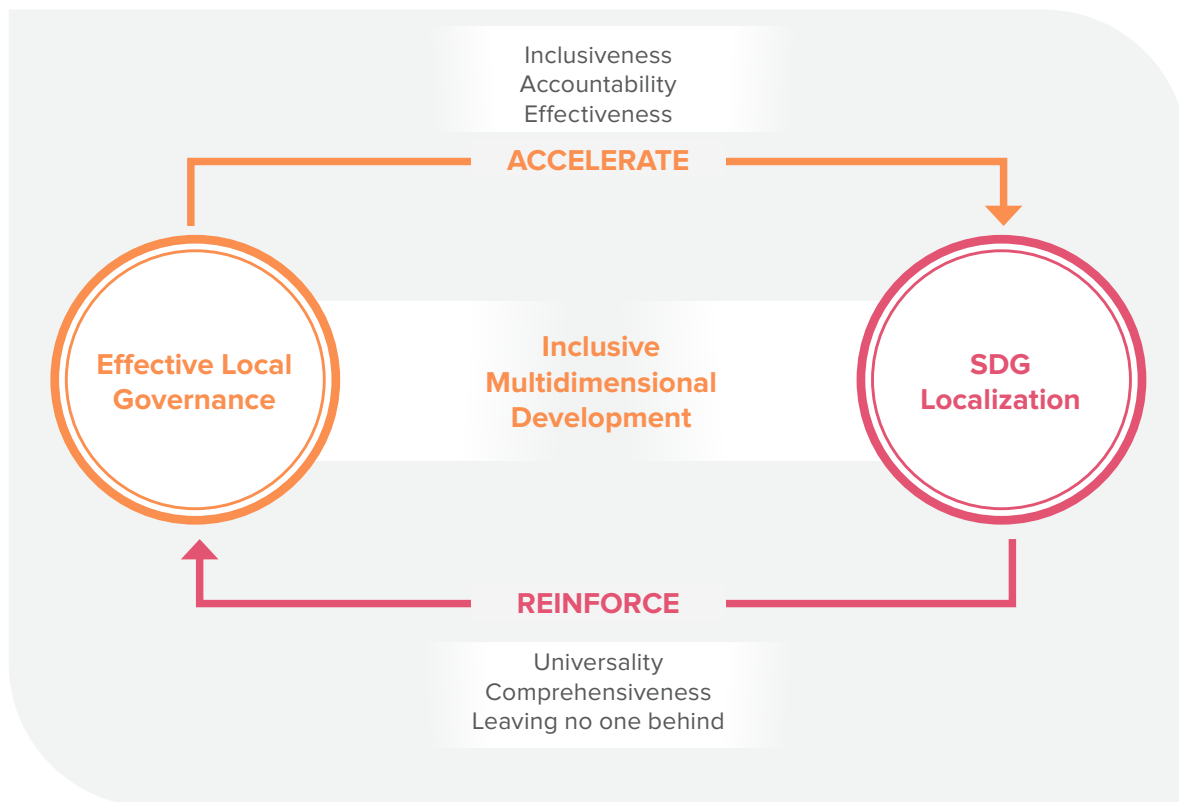 Inclusiveness
Accountability
Effectiveness
ACCELERATE
Effective Local
Governance
Inclusive
Multidimensional
Development
SDG
Localization
REINFORCE
Universality
Comprehensiveness
Leaving no one behind